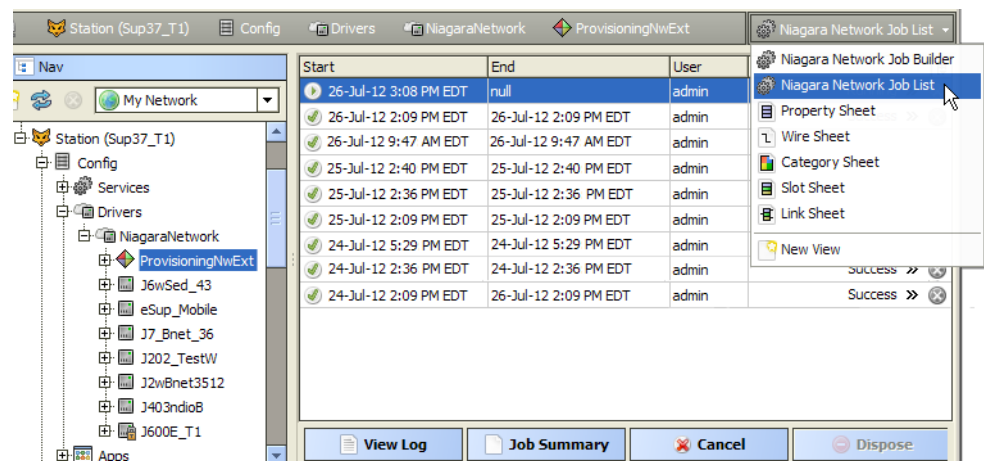 Station (Sup37_T1) Config Drivers NiagaraNetwork ProvisioningNwExt Niagara Network Job List
Nav
My Network
Station (Sup37_T1)
Config
Services
Drivers
NiagaraNetwork
ProvisioningNwExt
J6wSed_43
eSup_Mobile
J7_Bnet_36
J202_TestW
J2wBnet3512
J403ndioB
J600E_T1
Apps
Start End User
26-Jul-12 3:08 PM EDT null admin
26-Jul-12 2:09 PM EDT 26-Jul-12 2:09 PM EDT admin
26-Jul-12 9:47 AM EDT 26-Jul-12 9:47 AM EDT admin
25-Jul-12 2:40 PM EDT 25-Jul-12 2:40 PM EDT admin
25-Jul-12 2:36 PM EDT 25-Jul-12 2:36 PM EDT admin
25-Jul-12 2:09 PM EDT 25-Jul-12 2:09 PM EDT admin
24-Jul-12 5:29 PM EDT 24-Jul-12 5:29 PM EDT admin
24-Jul-12 2:36 PM EDT 24-Jul-12 2:36 PM EDT admin Success »
24-Jul-12 2:09 PM EDT 26-Jul-12 2:09 PM EDT admin Success »
Niagara Network Job Builder
Niagara Network Job List
Property Sheet
Wire Sheet
Category Sheet
Slot Sheet
Link Sheet
New View
View Log Job Summary Cancel Dispose